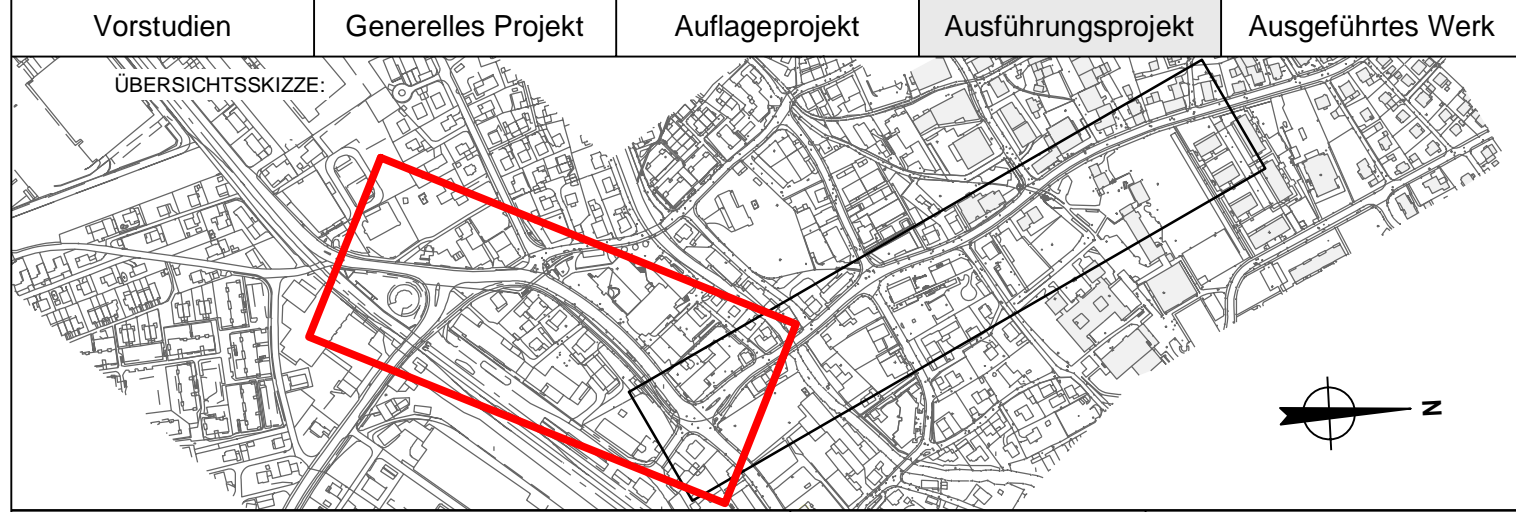 Vorstudien
Generelles Projekt
Auflageprojekt
Ausführungsprojekt
Ausgeführtes Werk
ÜBERSICHTSSKIZZE:
N